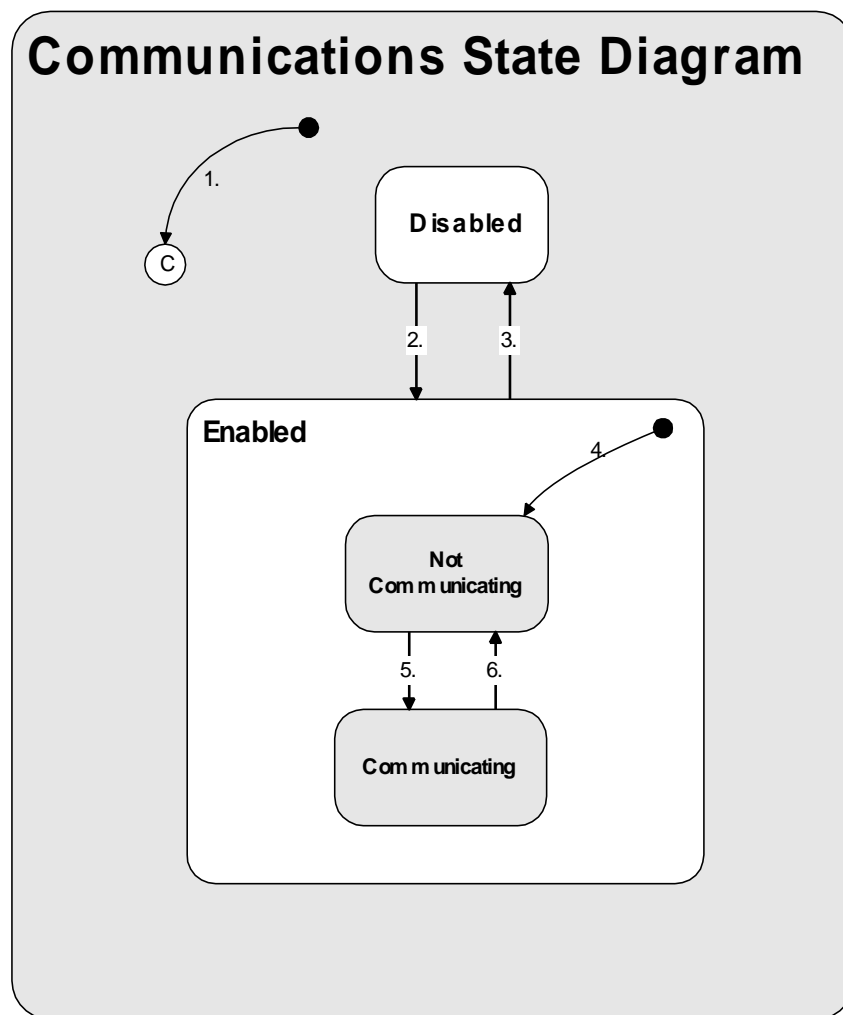 Communications State Diagram
1.
C
Disabled
2.
3.
Enabled
4.
Not
Communicating
5.
6.
Communicating